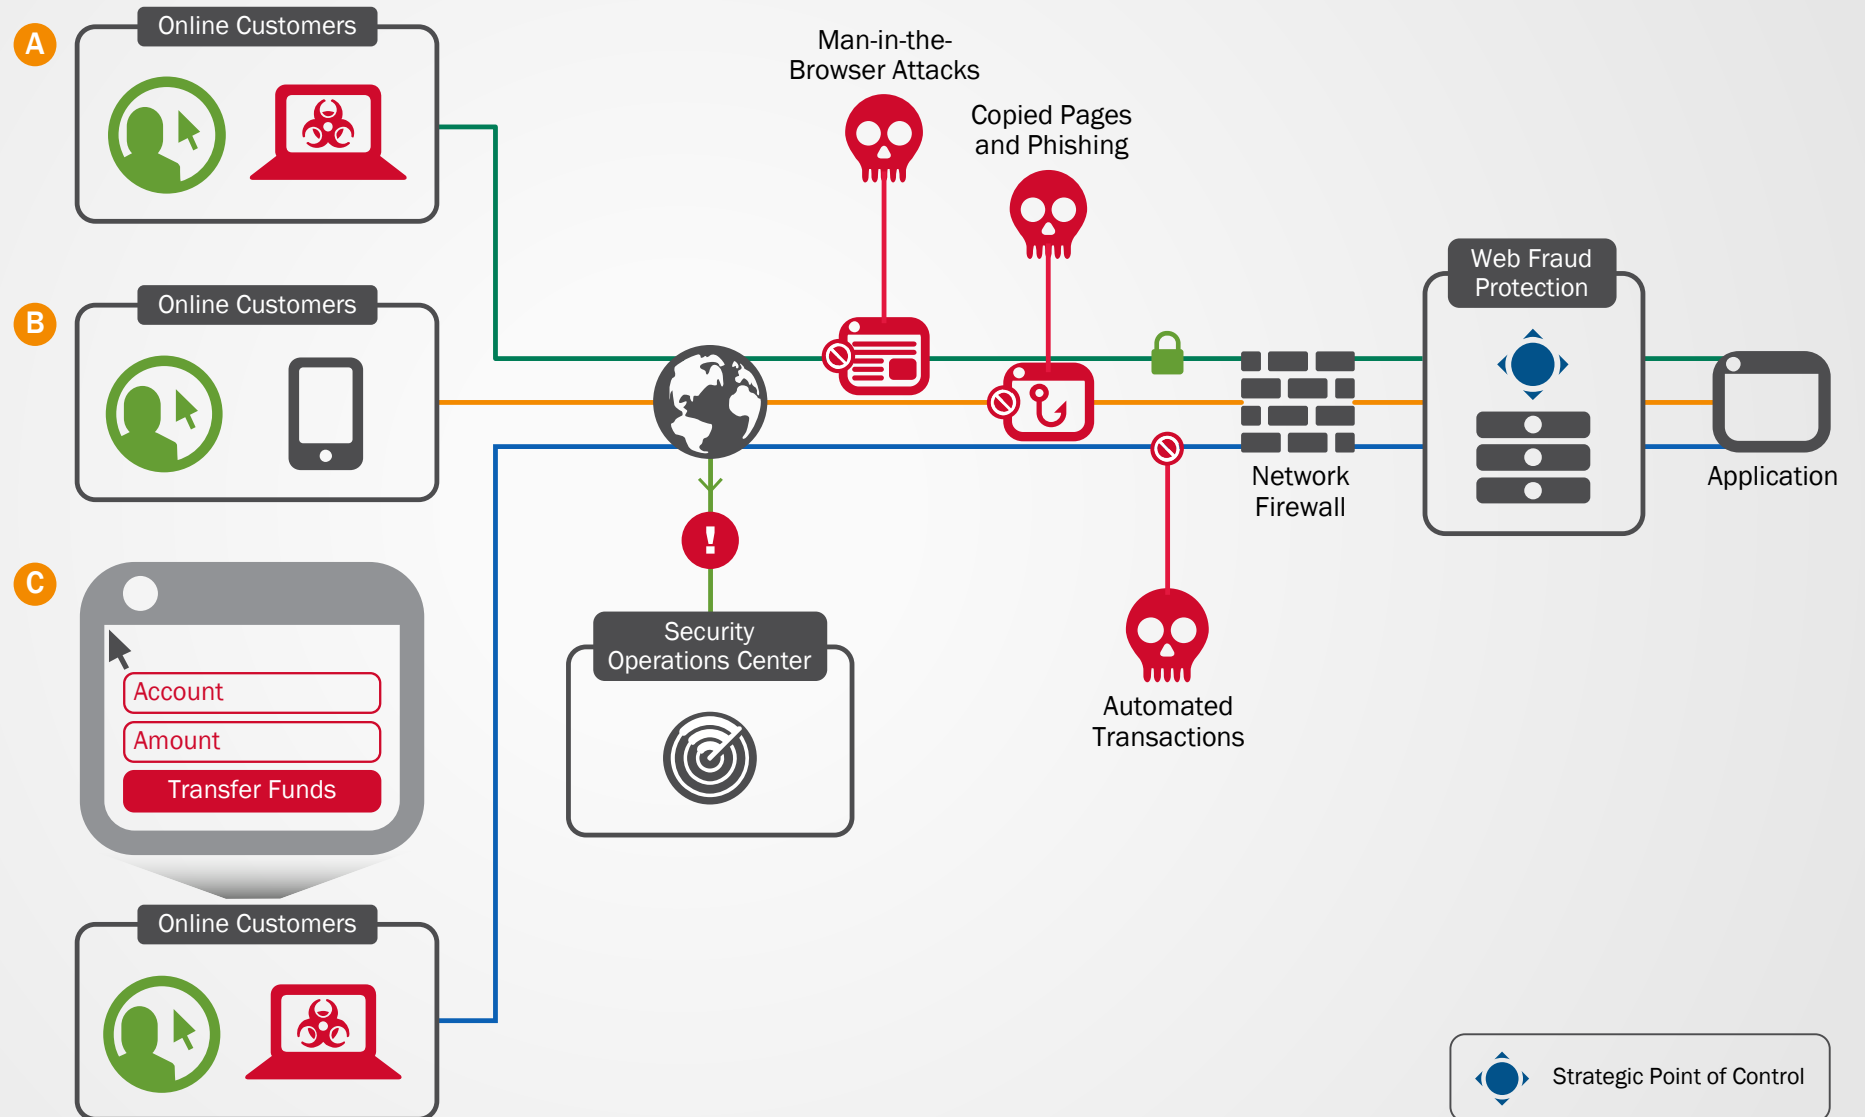 A
Online Customers
B
Online Customers
C
Account
Amount
Transfer Funds
Online Customers
Man-in-the-
Browser Attacks
Copied Pages
and Phishing
!
Security
Operations Center
Automated
Transactions
Network
Firewall
Web Fraud
Protection
Application
Strategic Point of Control